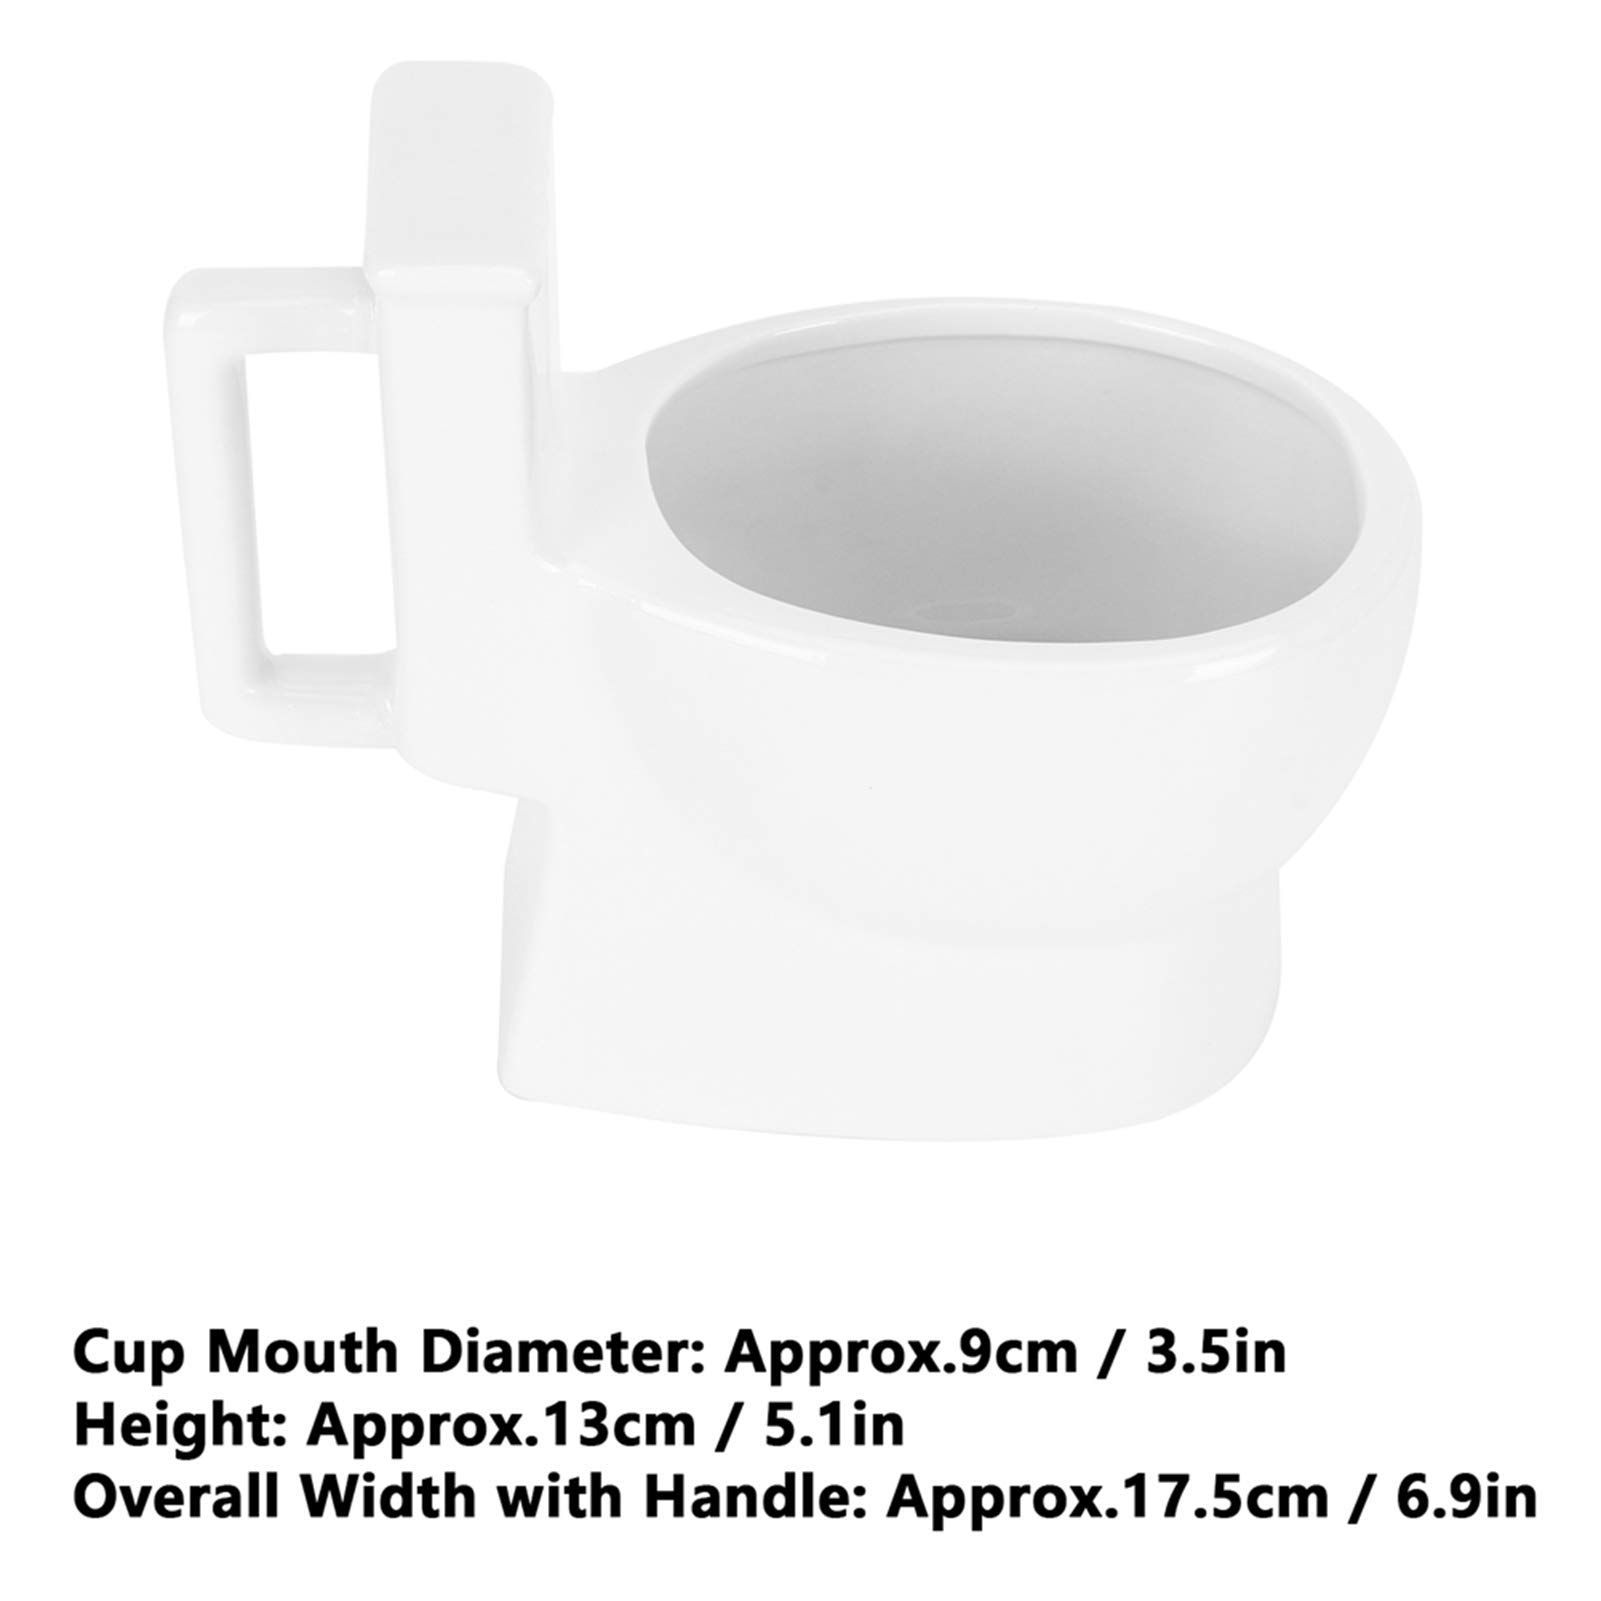 Cup Mouth Diameter: Approx.9cm / 3.5in
Height: Approx.13cm / 5.1in
Overall Width with Handle: Approx.17.5cm / 6.9in